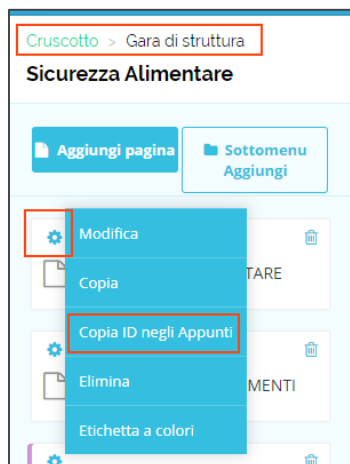 Cruscotto > Gara di struttura
Sicurezza Alimentare
Aggiungi pagina
Sottomenu
Aggiungi
Modifica
TARE
Copia
Copia ID negli Appunti
Elimina
MENTI
Etichetta a colori